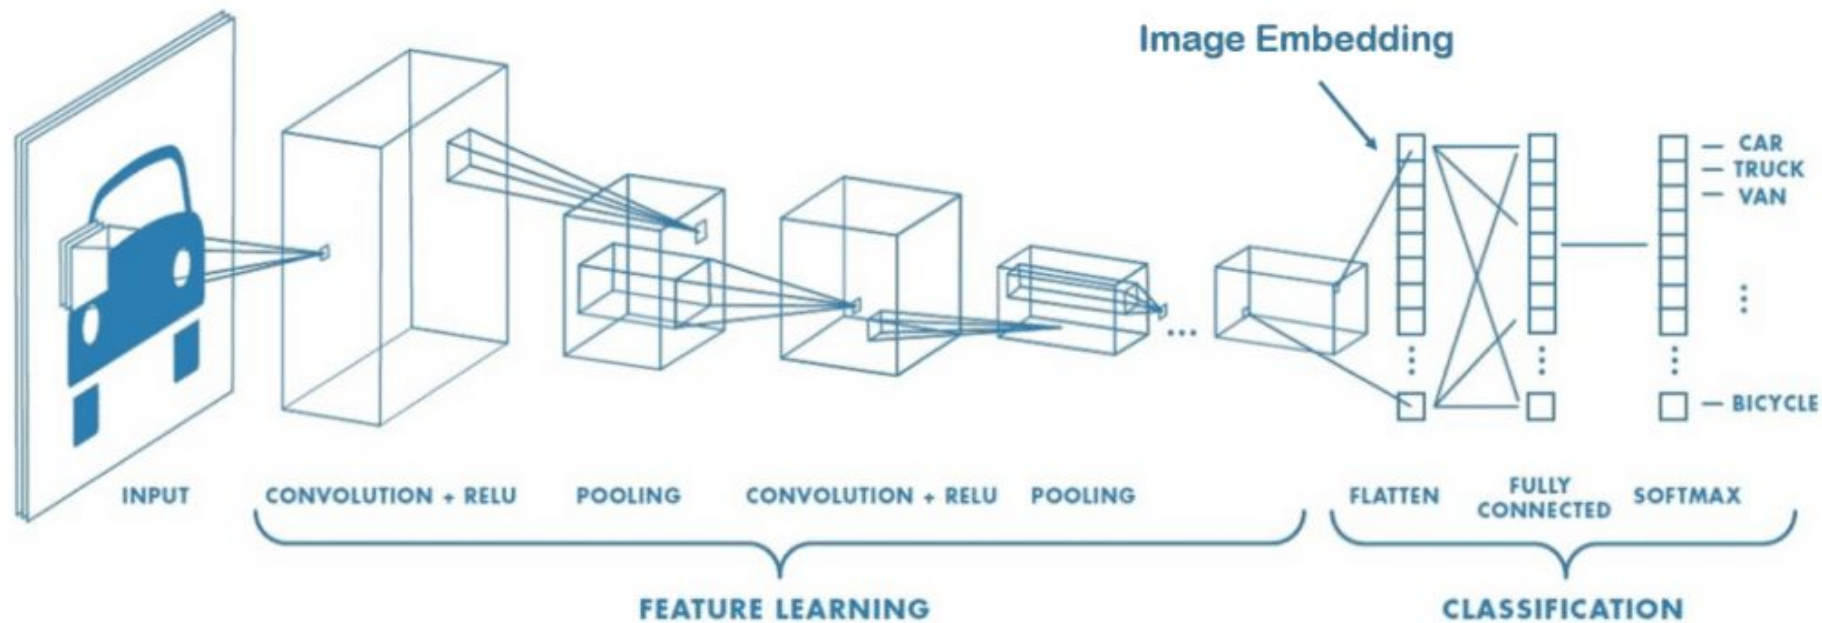 Image Embedding
CAR
TRUCK
VAN
BICYCLE
INPUT
CONVOLUTION + RELU
POOLING
CONVOLUTION + RELU
POOLING
FLATTEN
FULLY
CONNECTED
SOFTMAX
FEATURE LEARNING
CLASSIFICATION